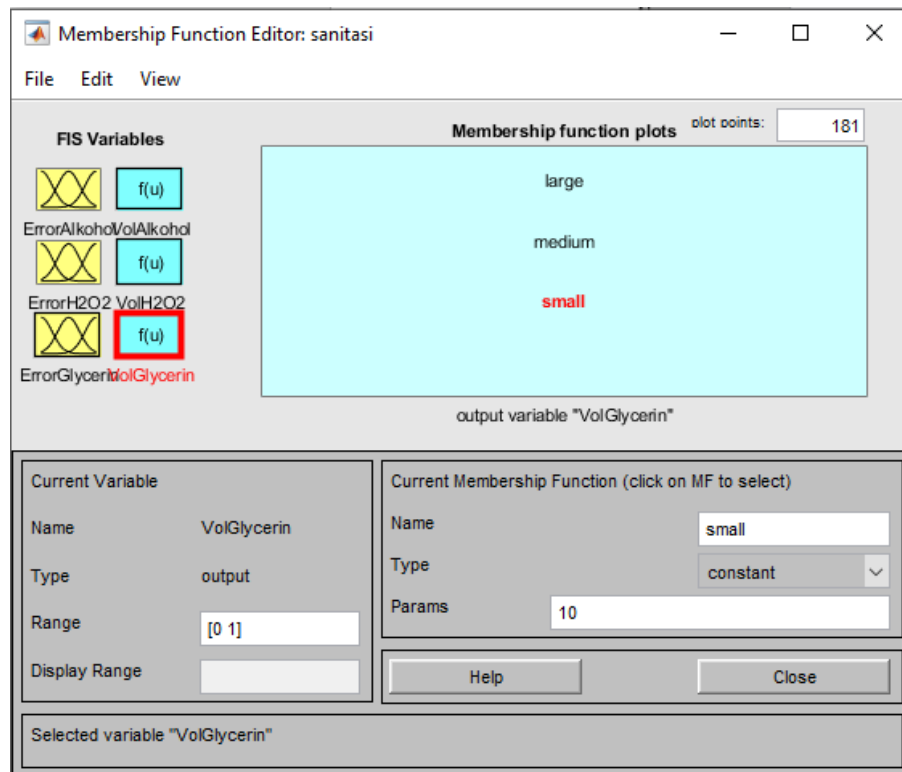 Membership Function Editor: sanitasi
File Edit View
FIS Variables
Membership function plots
plot points:
181
f(u)
ErrorAlkohol
VolAlkohol
f(u)
ErrorH2O2
VolH2O2
f(u)
ErrorGlycerin
VolGlycerin
large
medium
small
output variable "VolGlycerin"
Current Variable
Name VolGlycerin
Type output
Range [0 1]
Display Range
Current Membership Function (click on MF to select)
Name small
Type constant
Params 10
Help Close
Selected variable "VolGlycerin"